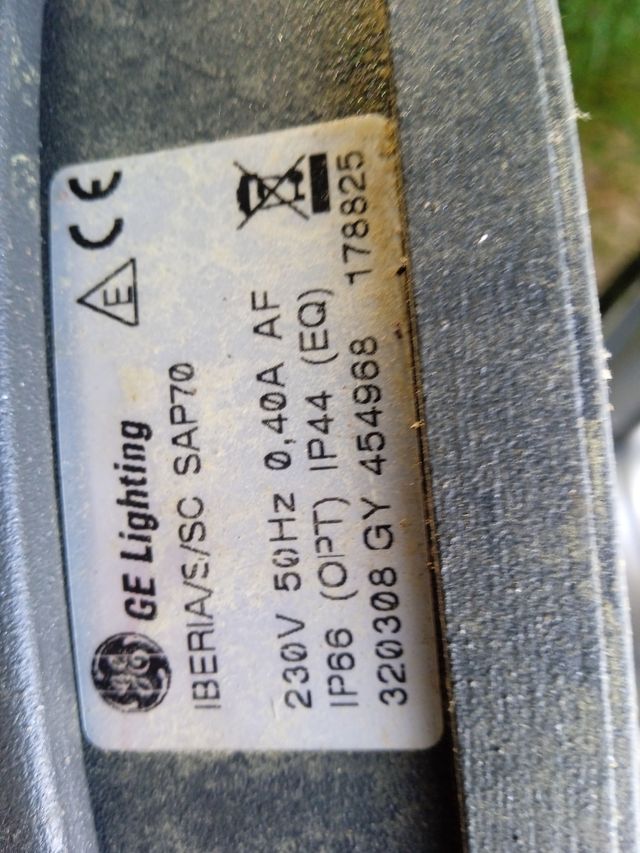 GE Lighting
IBERIA/S/SC SAP70
230V 50Hz 0,40A AF
IP66 (OPT) IP44 (EQ)
320308 GY 454968 178825
E
CE